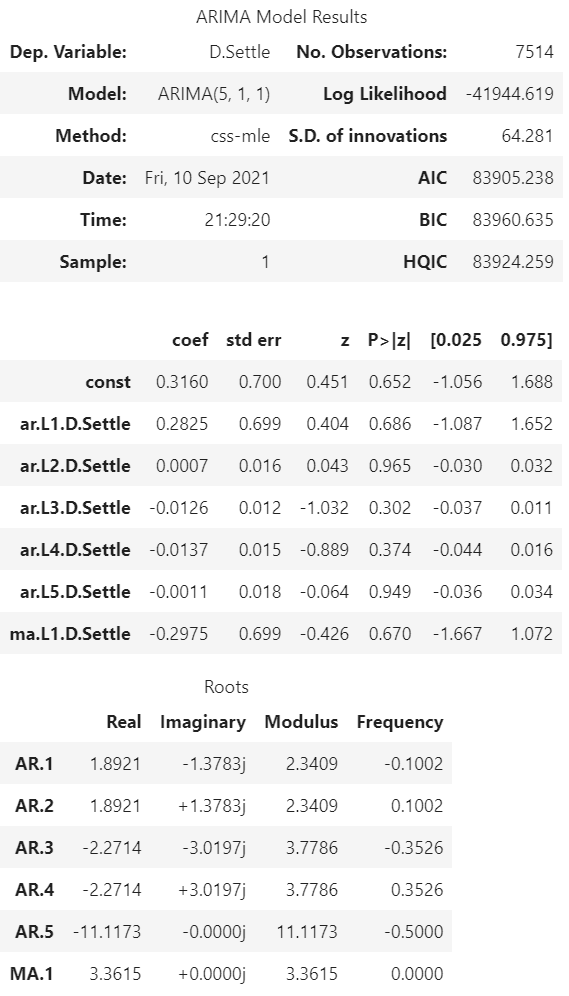 ARIMA Model Results
Dep. Variable: D.Settle No. Observations: 7514
Model: ARIMA(5, 1, 1) Log Likelihood -41944.619
Method: css-mle S.D. of innovations 64.281
Date: Fri, 10 Sep 2021 AIC 83905.238
Time: 21:29:20 BIC 83960.635
Sample: 1 HQIC 83924.259
coef std err z P>|z| [0.025 0.975]
const 0.3160 0.700 0.451 0.652 -1.056 1.688
ar.L1.D.Settle 0.2825 0.699 0.404 0.686 -1.087 1.652
ar.L2.D.Settle 0.0007 0.016 0.043 0.965 -0.030 0.032
ar.L3.D.Settle -0.0126 0.012 -1.032 0.302 -0.037 0.011
ar.L4.D.Settle -0.0137 0.015 -0.889 0.374 -0.044 0.016
ar.L5.D.Settle -0.0011 0.018 -0.064 0.949 -0.036 0.034
ma.L1.D.Settle -0.2975 0.699 -0.426 0.670 -1.667 1.072
Roots
Real Imaginary Modulus Frequency
AR.1 1.8921 -1.3783j 2.3409 -0.1002
AR.2 1.8921 +1.3783j 2.3409 0.1002
AR.3 -2.2714 -3.0197j 3.7786 -0.3526
AR.4 -2.2714 +3.0197j 3.7786 0.3526
AR.5 -11.1173 -0.0000j 11.1173 -0.5000
MA.1 3.3615 +0.0000j 3.3615 0.0000